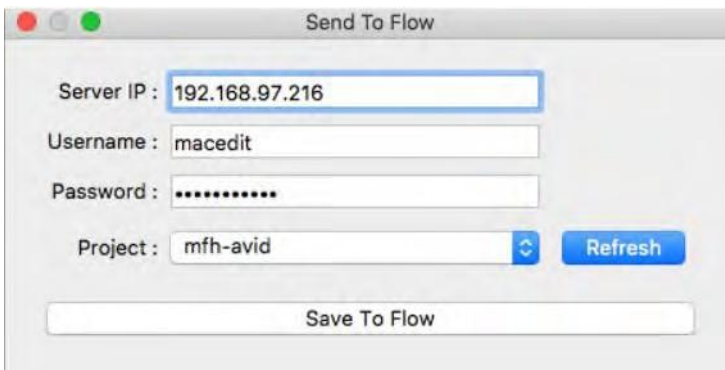 Send To Flow
Server IP : 192.168.97.216
Username : macedit
Password : •••••••••••
Project : mfh-avid Refresh
Save To Flow